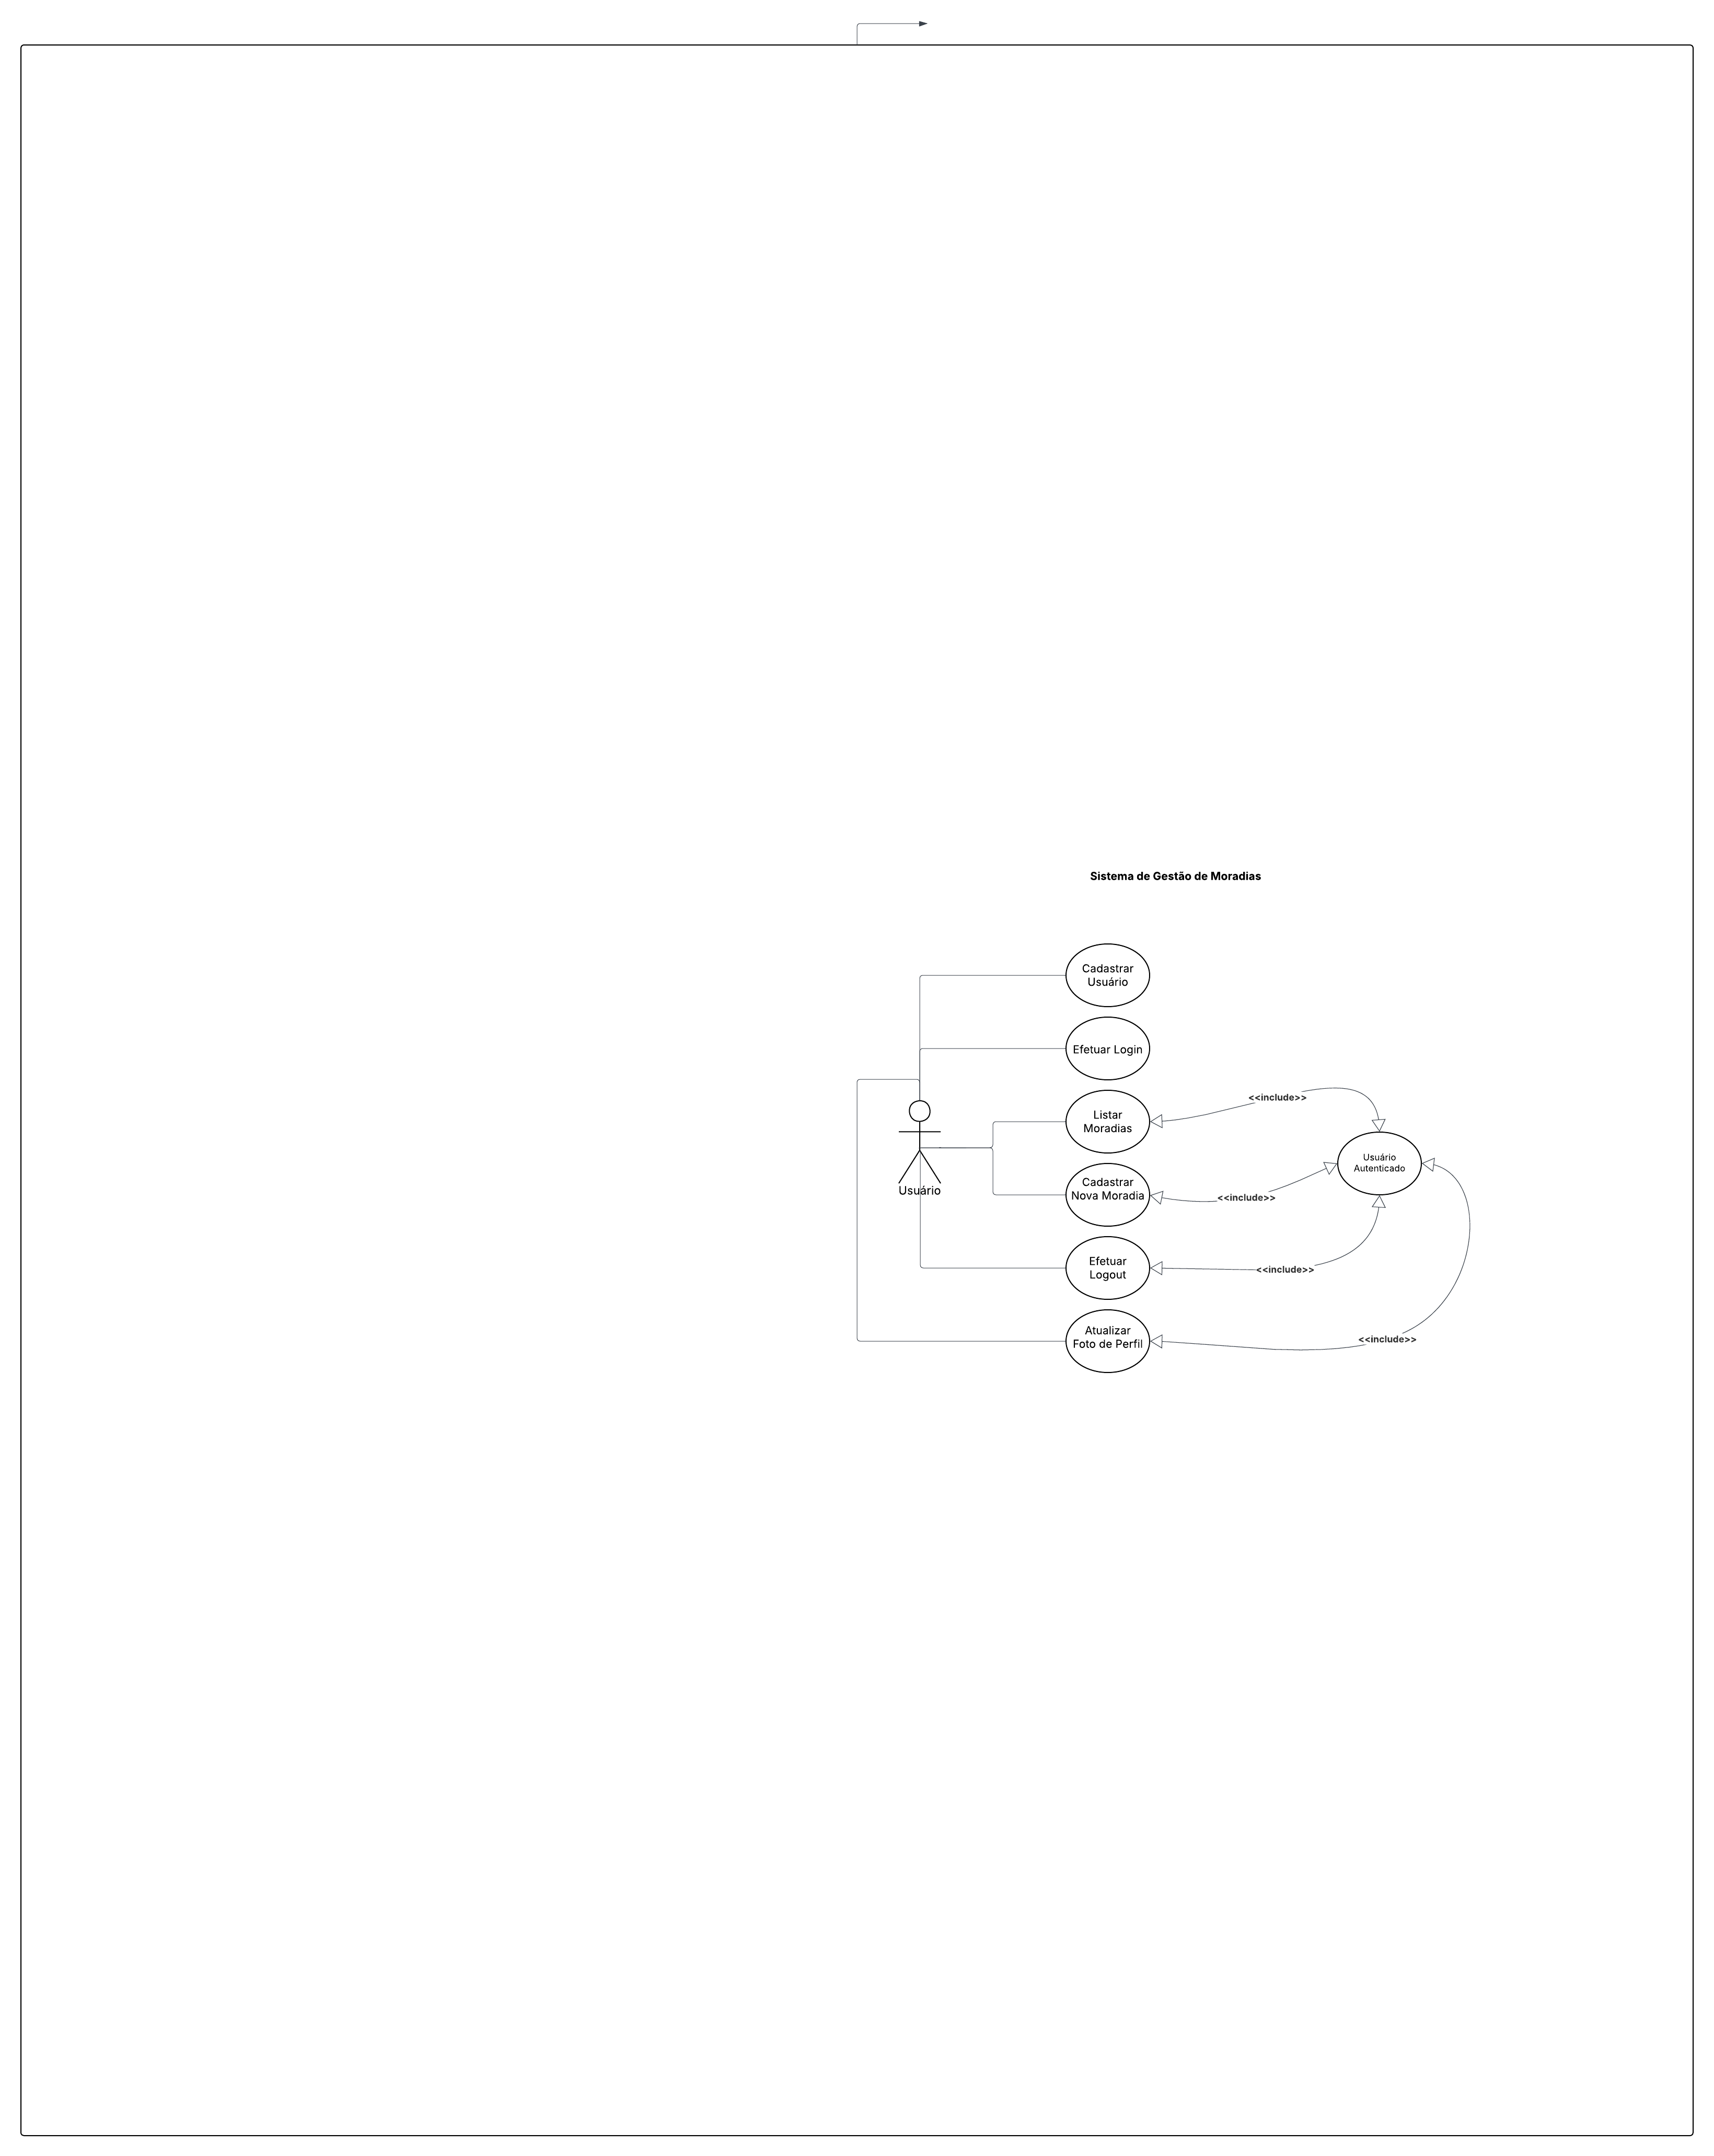 Sistema de Gestão de Moradias
Cadastrar
Usuário
Efetuar Login
Listar
Moradias
<<include>>
Usuário
Autenticado
Usuário
Cadastrar
Nova Moradia
<<include>>
Efetuar
Logout
<<include>>
Atualizar
Foto de Perfil
<<include>>